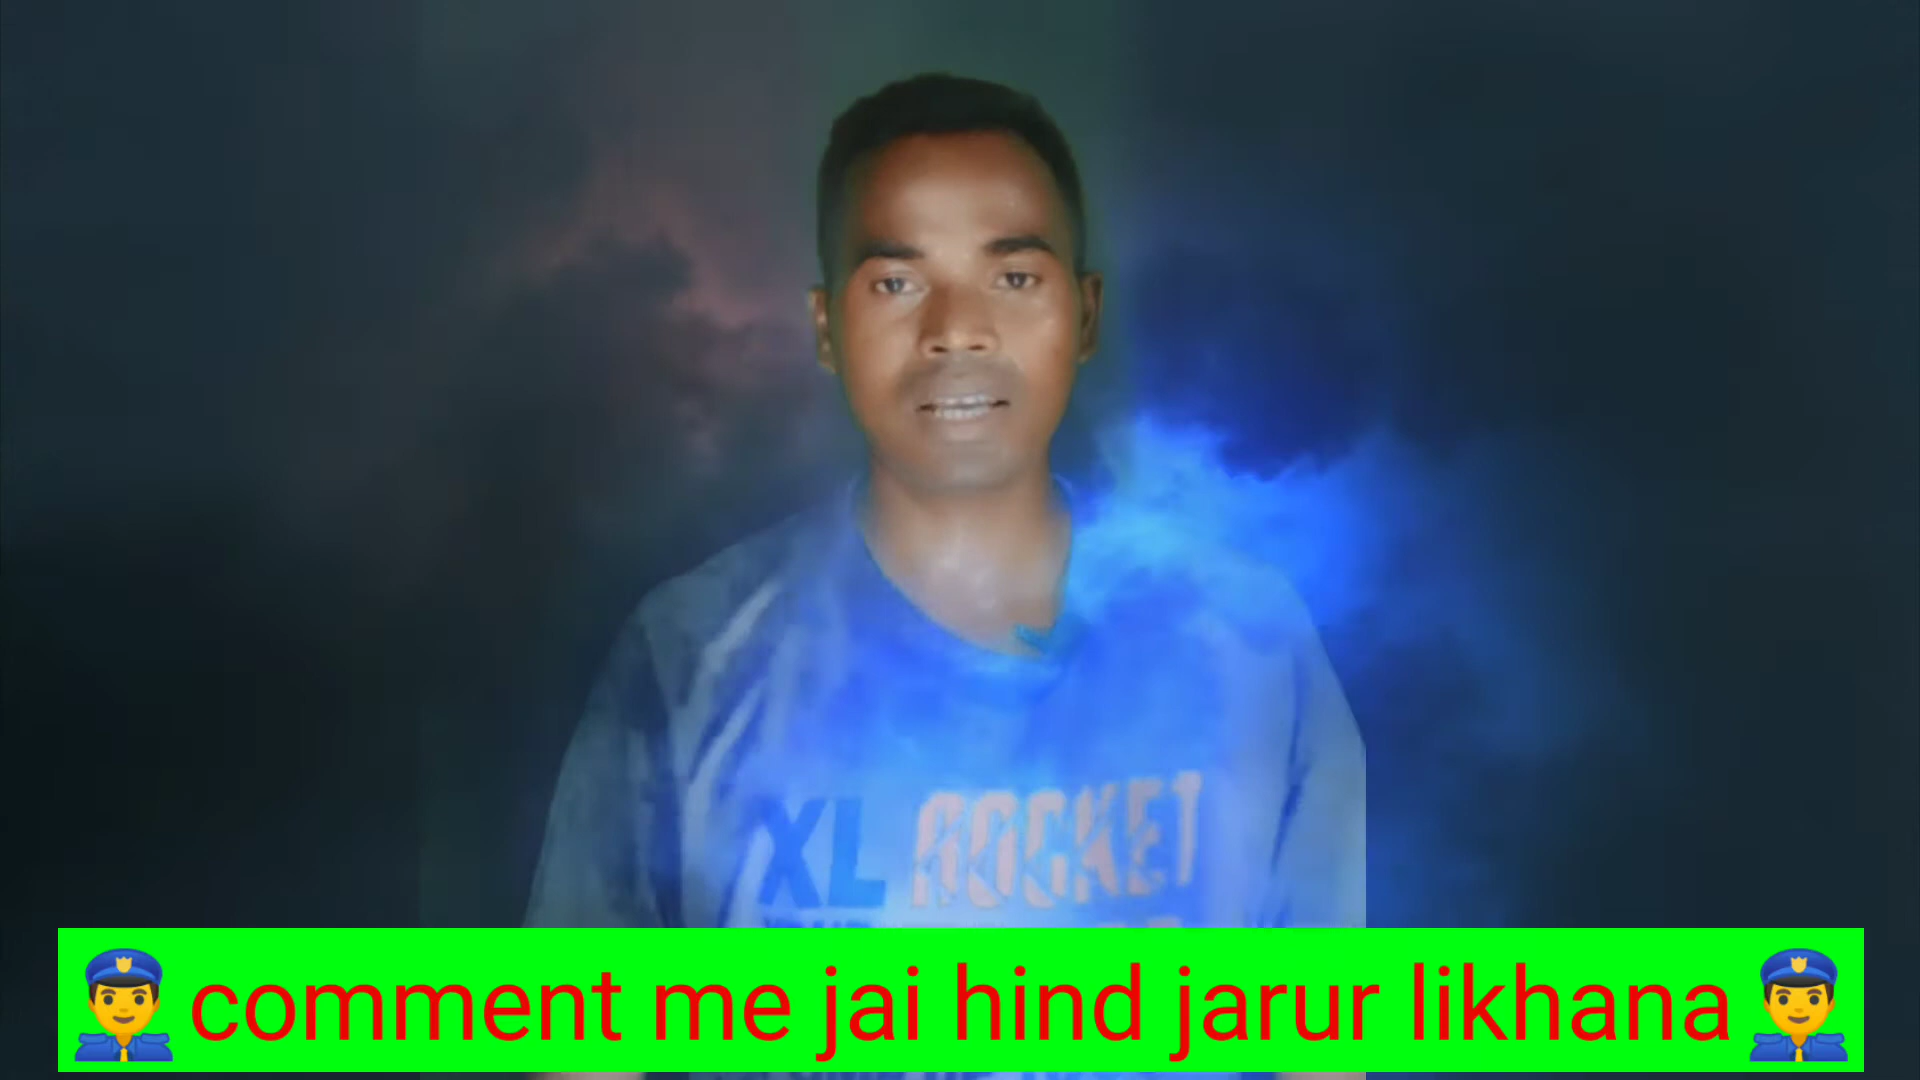 XL ROCKET
👮‍♂️comment me jai hind jarur likhana👮‍♂️